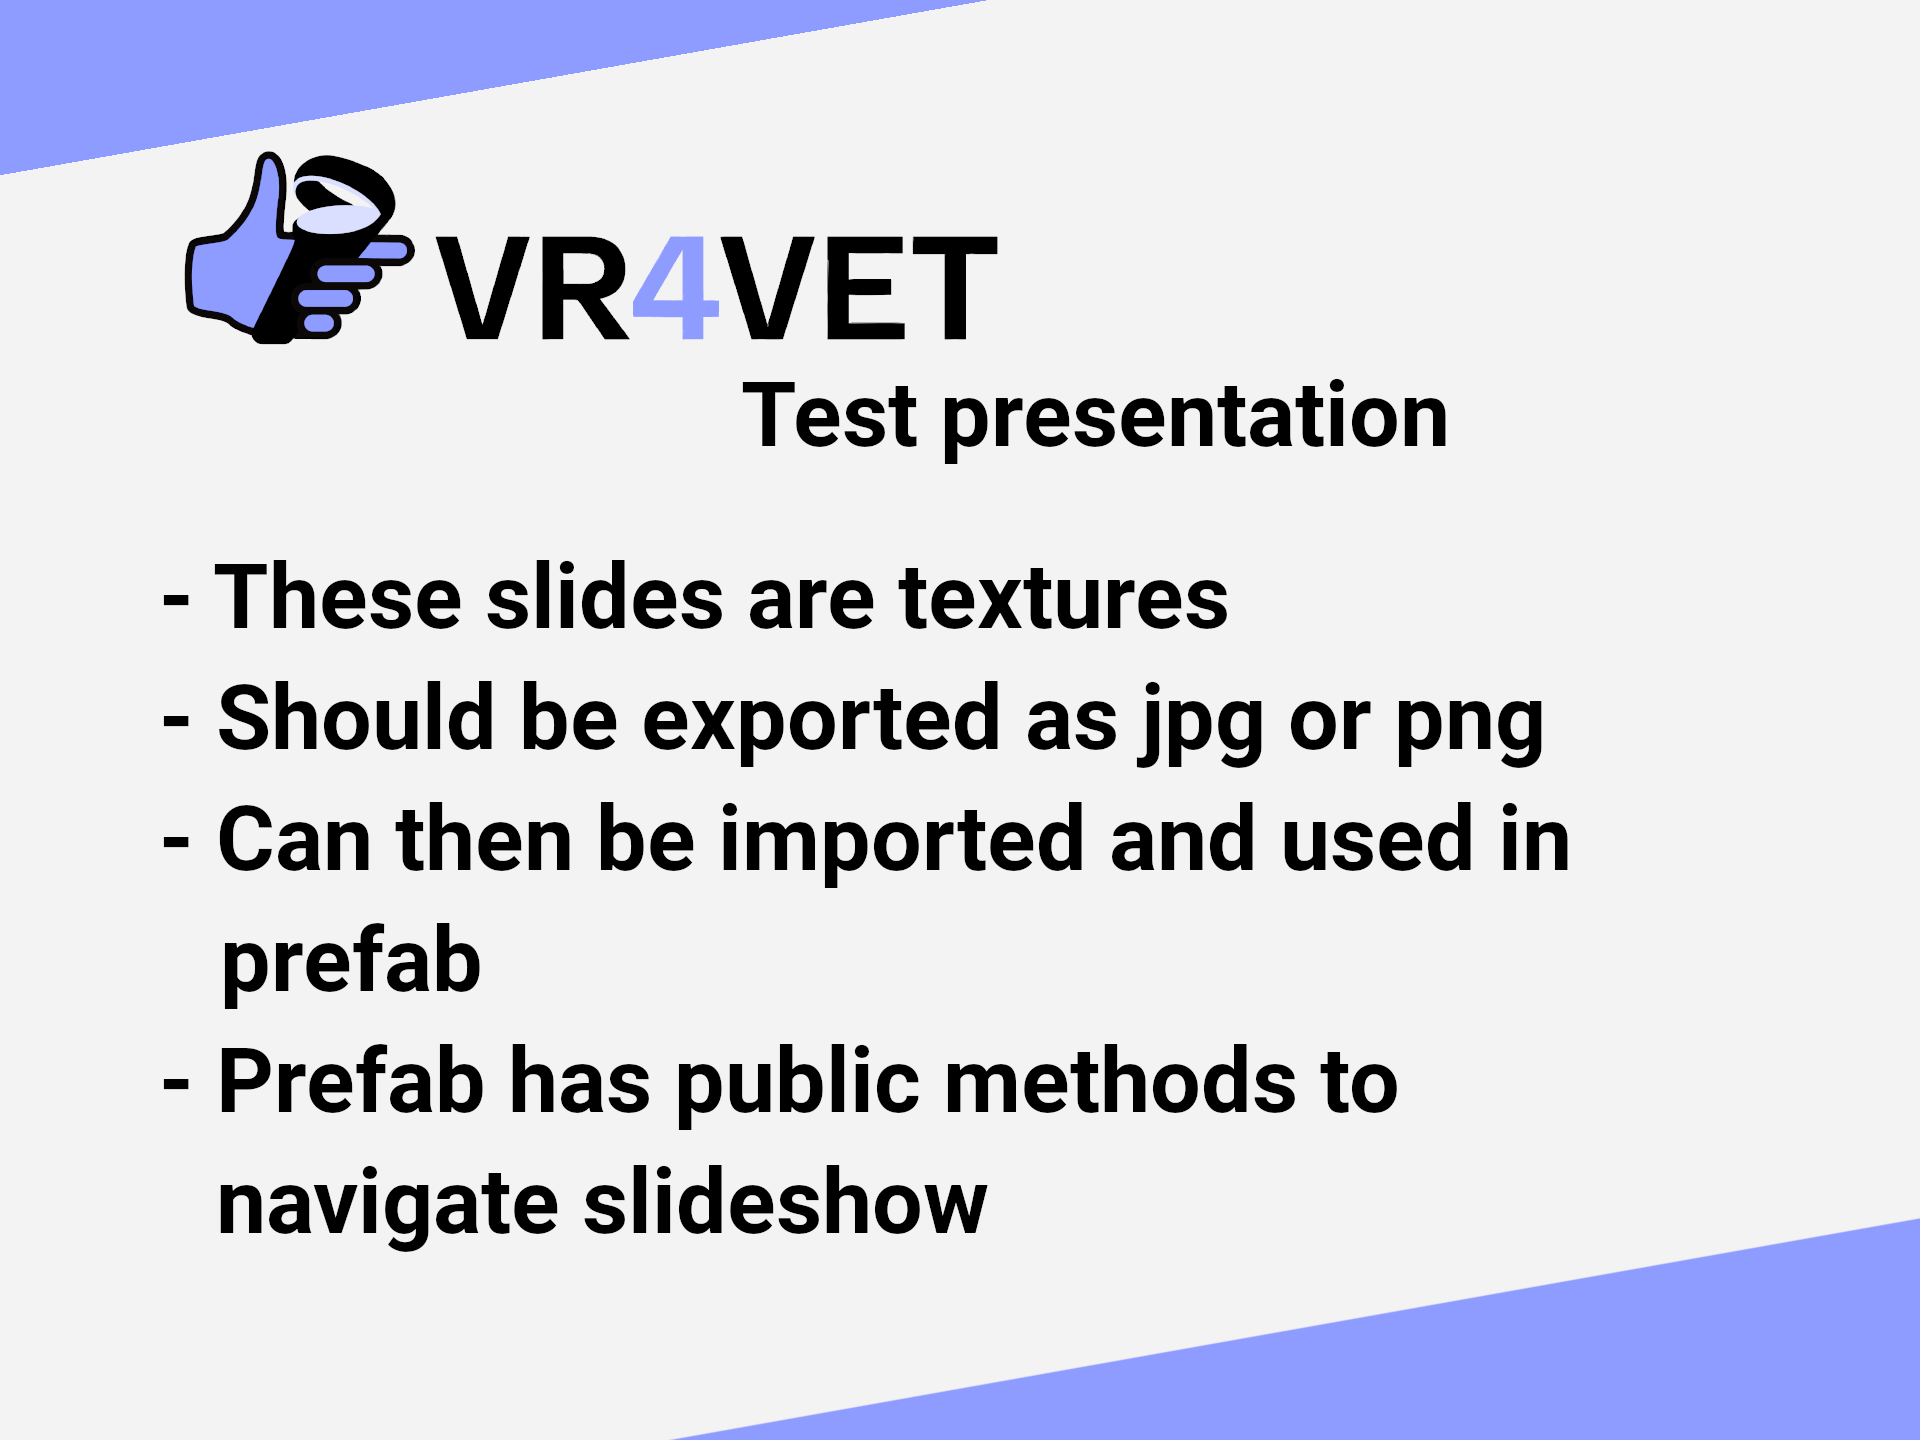 VR4VET
Test presentation
- These slides are textures
- Should be exported as jpg or png
- Can then be imported and used in
prefab
- Prefab has public methods to
navigate slideshow